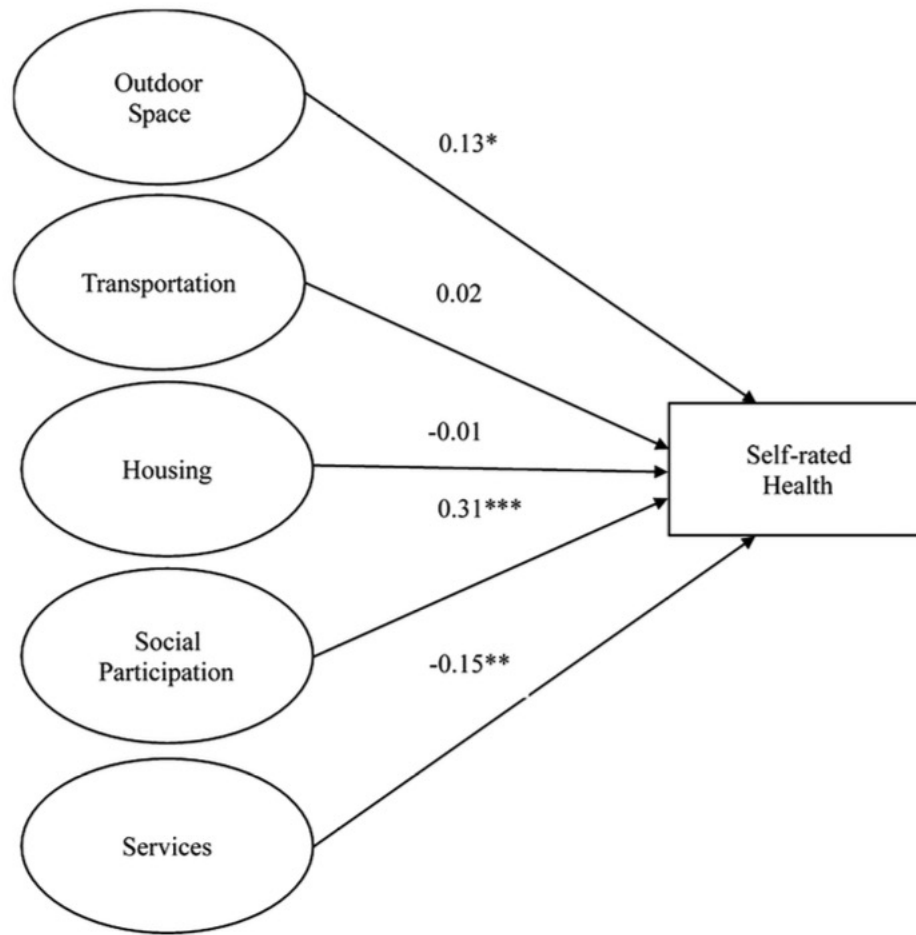 Outdoor
Space
0.13*
Transportation
0.02
Housing
-0.01
0.31***
Self-rated
Health
Social
Participation
-0.15**
Services